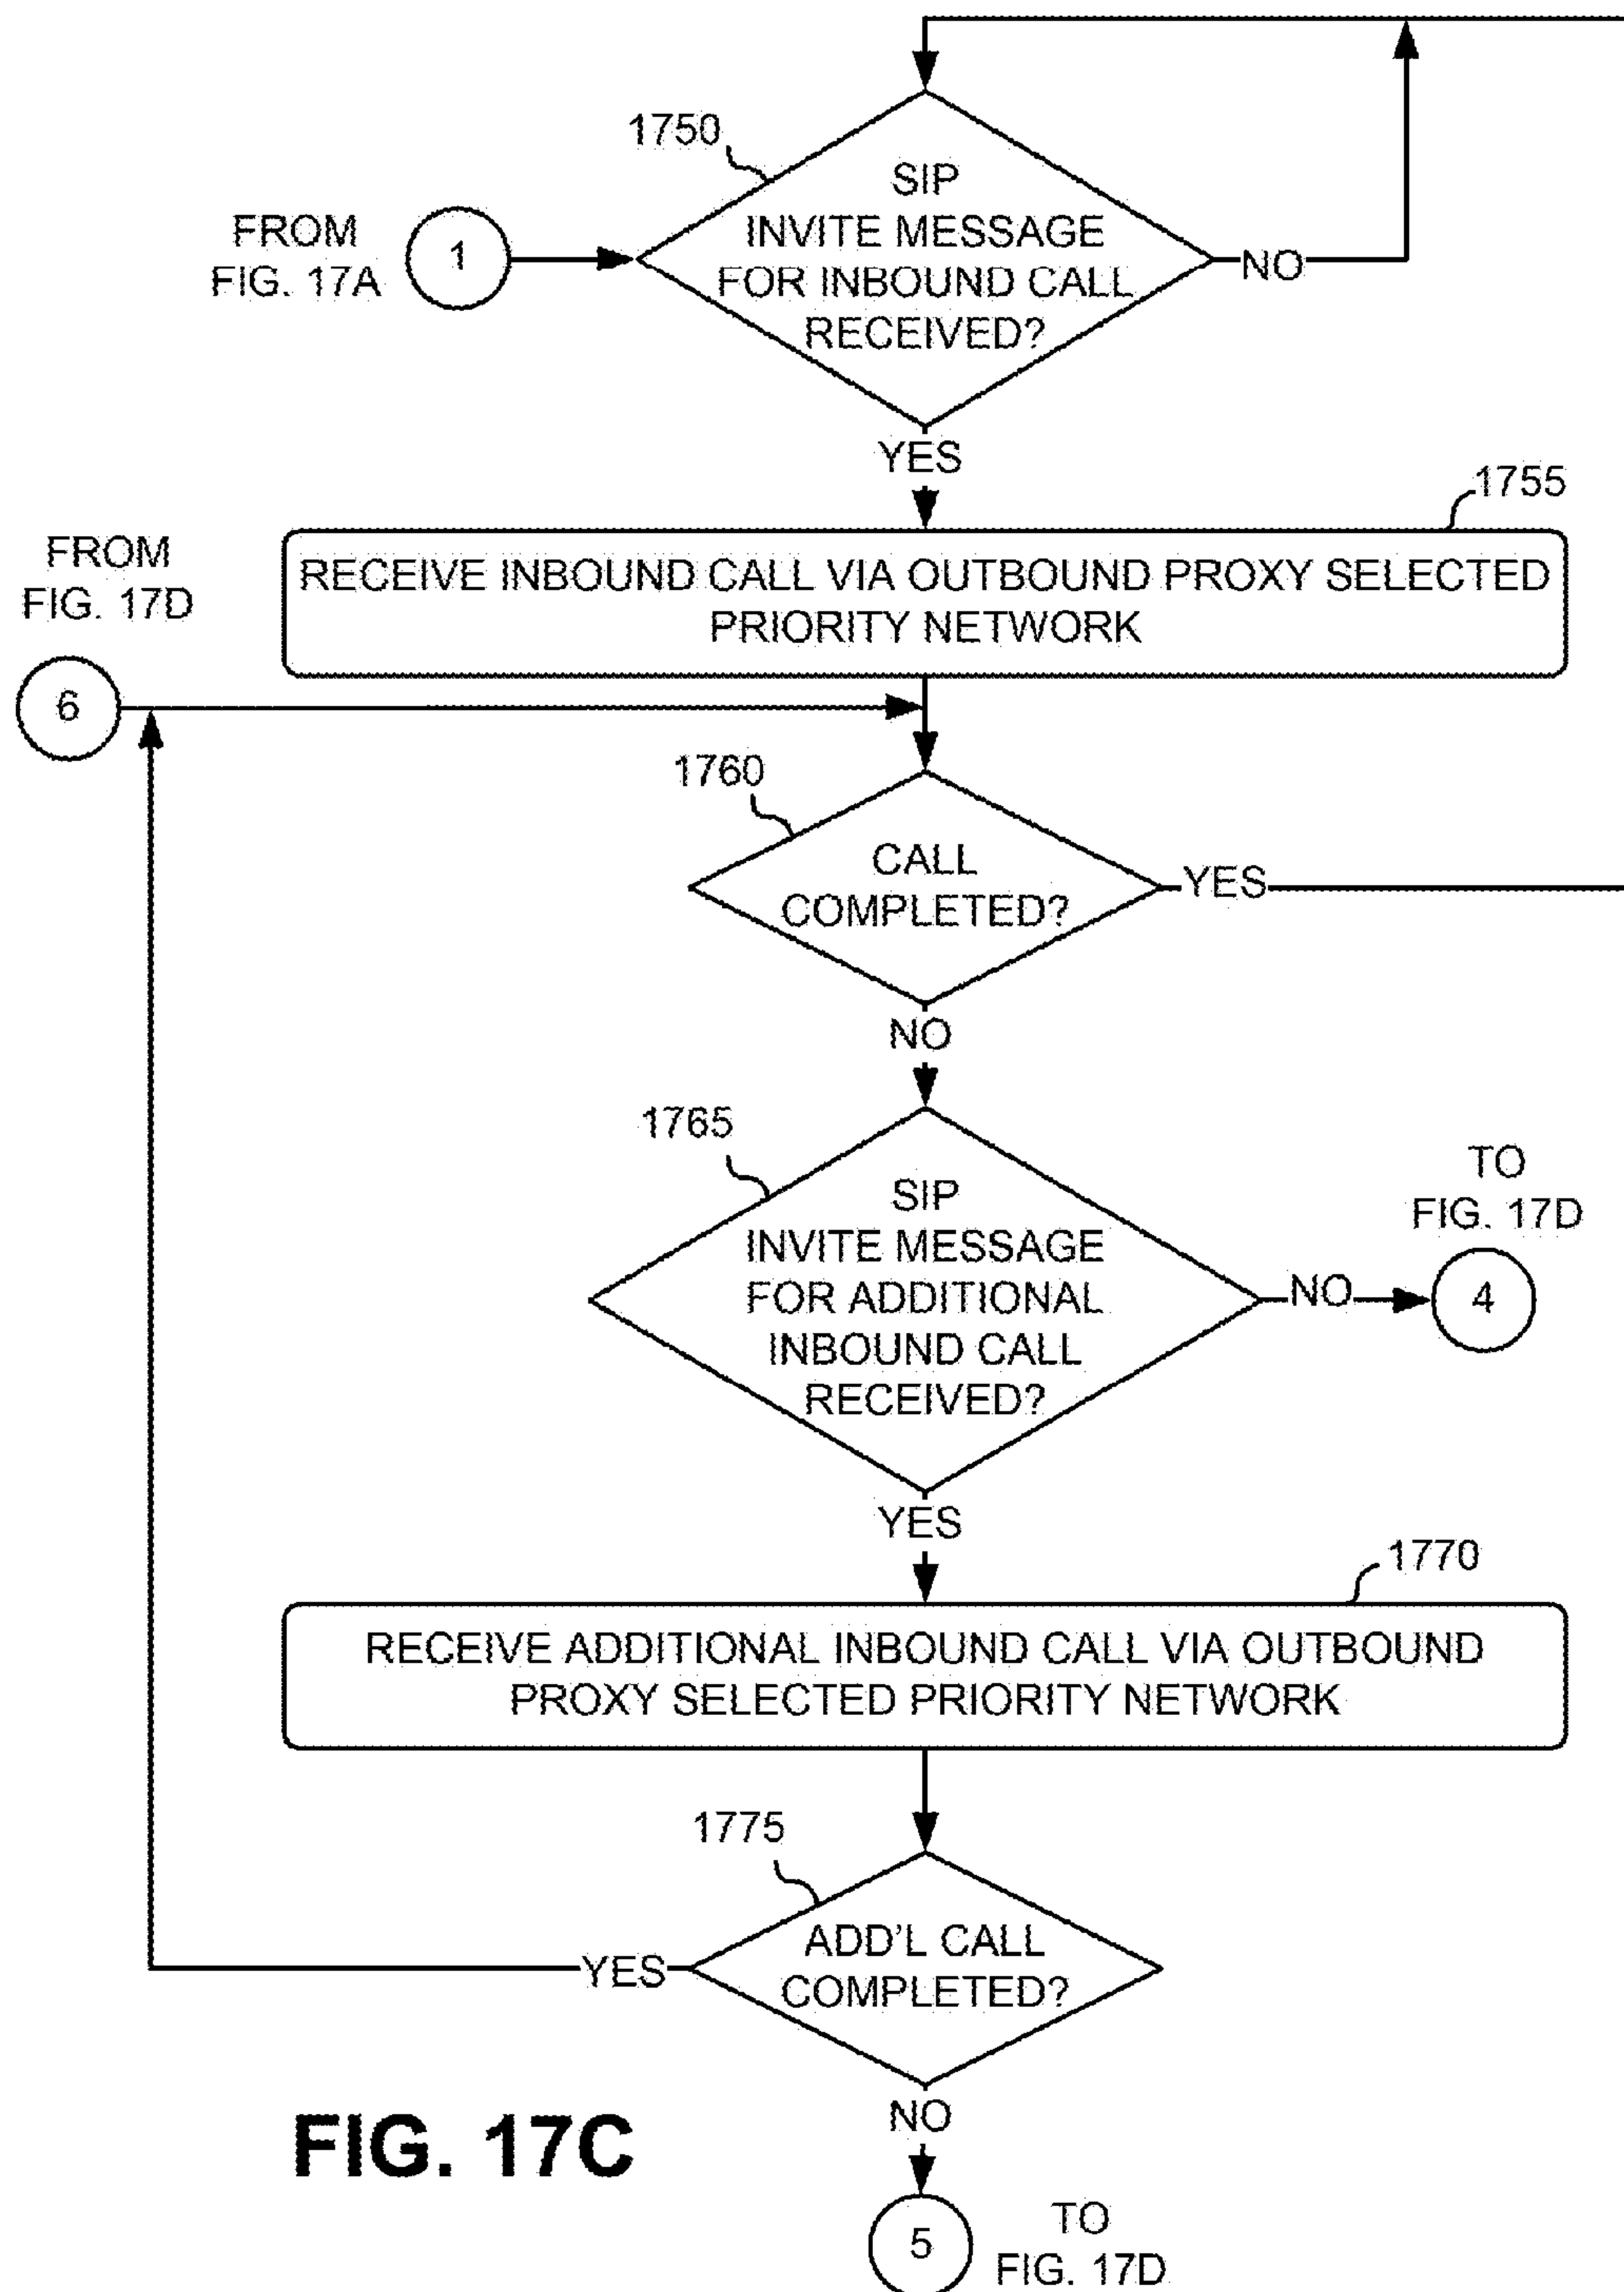 1750
SIP
INVITE MESSAGE
FOR INBOUND CALL
RECEIVED?
FROM
FIG. 17A
1
NO
YES
1755
FROM
FIG. 17D
RECEIVE INBOUND CALL VIA OUTBOUND PROXY SELECTED
PRIORITY NETWORK
6
1760
CALL
COMPLETED?
YES
NO
1765
SIP
INVITE MESSAGE
FOR ADDITIONAL
INBOUND CALL
RECEIVED?
NO
TO
FIG. 17D
4
YES
1770
RECEIVE ADDITIONAL INBOUND CALL VIA OUTBOUND
PROXY SELECTED PRIORITY NETWORK
1775
ADD'L CALL
COMPLETED?
YES
NO
FIG. 17C
5
TO
FIG. 17D